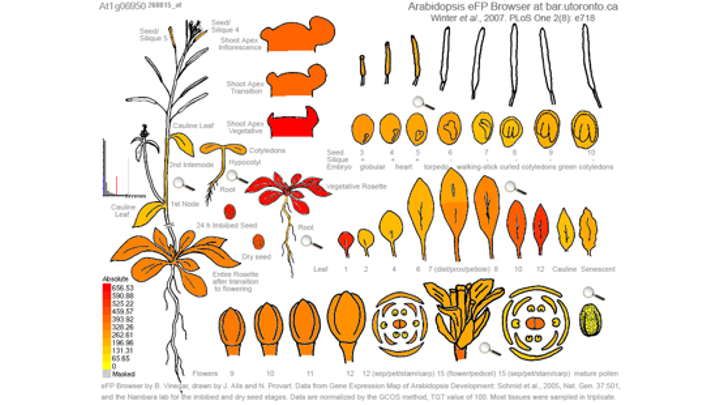 At1g06950 268815_at
Arabidopsis eFP Browser at bar.utoronto.ca
Winter et al., 2007. PLoS One 2(8): e718
Seed/
Silique 5
Seed/
Silique 4
Shoot Apex
Inflorescence
Shoot Apex
Transition
Shoot Apex
Vegetative
Cauline Leaf
Cotyledons
2nd Internode
Hypocotyl
Root
1st Node
Cauline
Leaf
24 h Imbibed Seed
Dry seed
Vegetative Rosette
Root
Entire Rosette
after transition
to flowering
Seed 3 4 5 6 7 8 9 10
Silique + +
Embryo globular heart torpedo walking-stick curled cotyledons green cotyledons
Leaf 1 2 4 6 7 (dist/prox/petiole) 8 10 12 Cauline Senescent
Absolute
656.53
590.88
525.22
459.57
393.92
328.26
262.61
196.96
131.31
65.65
0
Masked
Flowers 9 10 11 12 12 (sep/pet/stam/carp) 15 (flower/pedicel) 15 (sep/pet/stam/carp) mature pollen
eFP Browser by B. Vinegar, drawn by J. Alls and N. Provart. Data from Gene Expression Map of Arabidopsis Development: Schmid et al., 2005, Nat. Gen. 37:501,
and the Nambara lab for the imbibed and dry seed stages. Data are normalized by the GCOS method, TGT value of 100. Most tissues were sampled in triplicate.